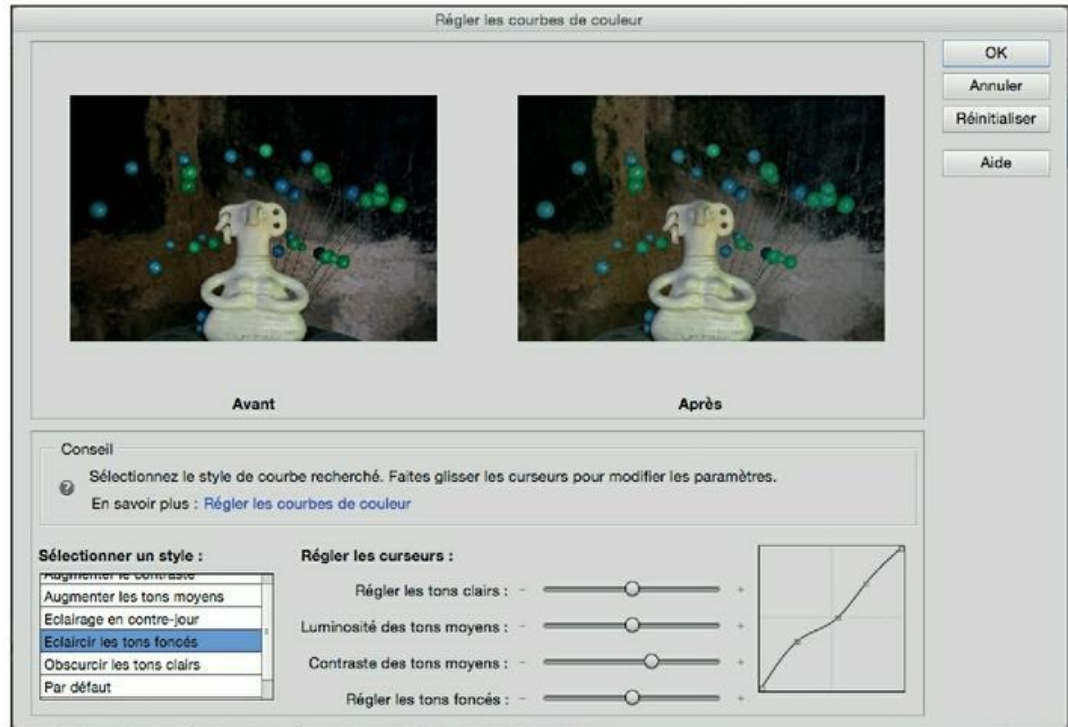 Régler les courbes de couleur
OK
Annuler
Réinitialiser
Aide
Avant
Après
Conseil
Sélectionnez le style de courbe recherché. Faites glisser les curseurs pour modifier les paramètres.
En savoir plus : Régler les courbes de couleur
Sélectionner un style :
Augmenter le contraste
Augmenter les tons moyens
Eclairage en contre-jour
Eclaircir les tons foncés
Obscurcir les tons clairs
Par défaut
Régler les curseurs :
Régler les tons clairs : - +
Luminosité des tons moyens : - +
Contraste des tons moyens : - +
Régler les tons foncés : - +